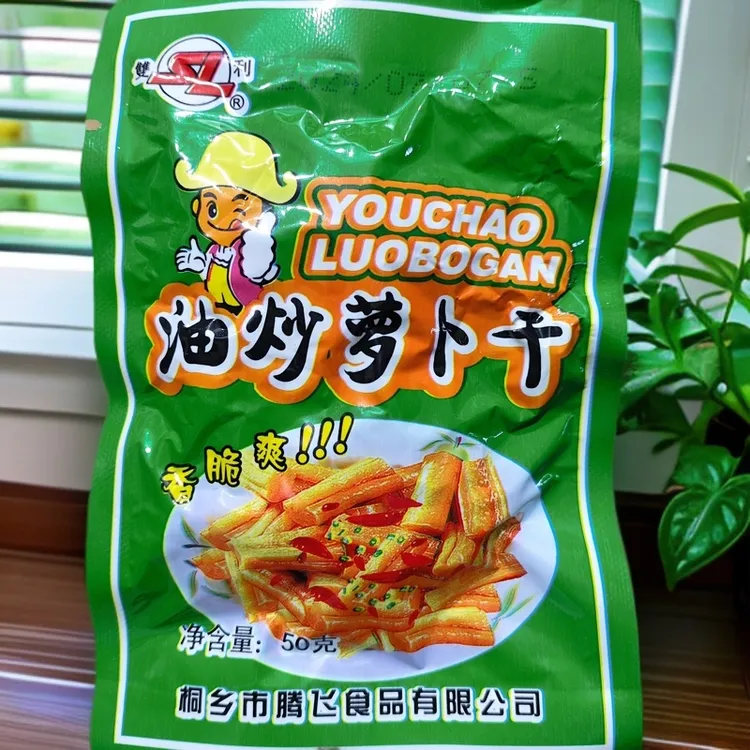 雙 SL 利
®
YOUCHAO
LUOBOGAN
油炒萝卜干
香脆爽!!!
净含量: 50克
桐乡市腾飞食品有限公司